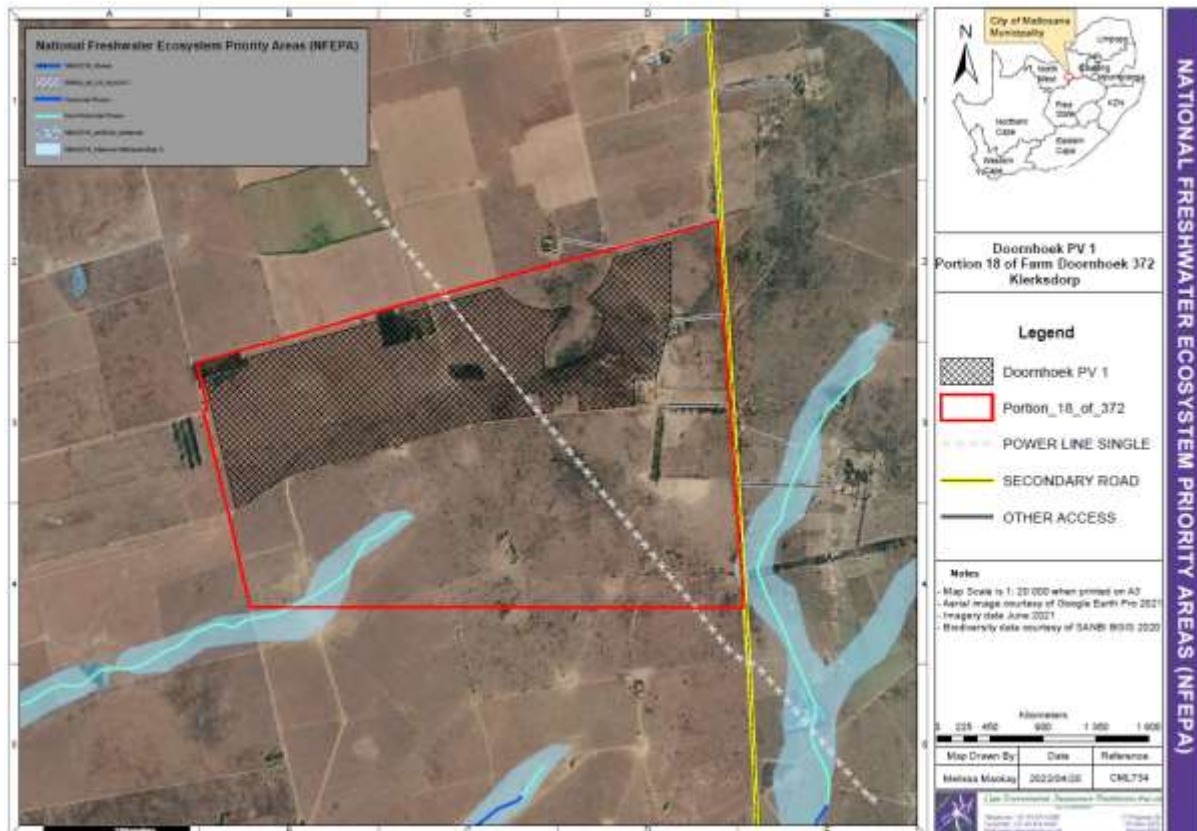 A B C D E
National Freshwater Ecosystem Priority Areas (NFEPA)
1
2
3
4
5
N
City of Matlosana
Municipality
Limpopo
North
West
Gauteng
Mpumalanga
Free
State
KZN
Northern
Cape
Eastern
Cape
Western
Cape
Doornhoek PV 1
Portion 18 of Farm Doornhoek 372
Klerksdorp
Legend
Doornhoek PV 1
Portion_18_of_372
POWER LINE SINGLE
SECONDARY ROAD
OTHER ACCESS
Notes
- Map Scale is 1: 20 000 when printed on A3
- Aerial image courtesy of Google Earth Pro 2021
- Imagery date June 2021
- Biodiversity data courtesy of SANBI BGIS 2020
Kilometers
0 225 450 900 1 350 1 800
Map Drawn By Date Reference
Melissa Mackay CML734
NATIONAL FRESHWATER ECOSYSTEM PRIORITY AREAS (NFEPA)